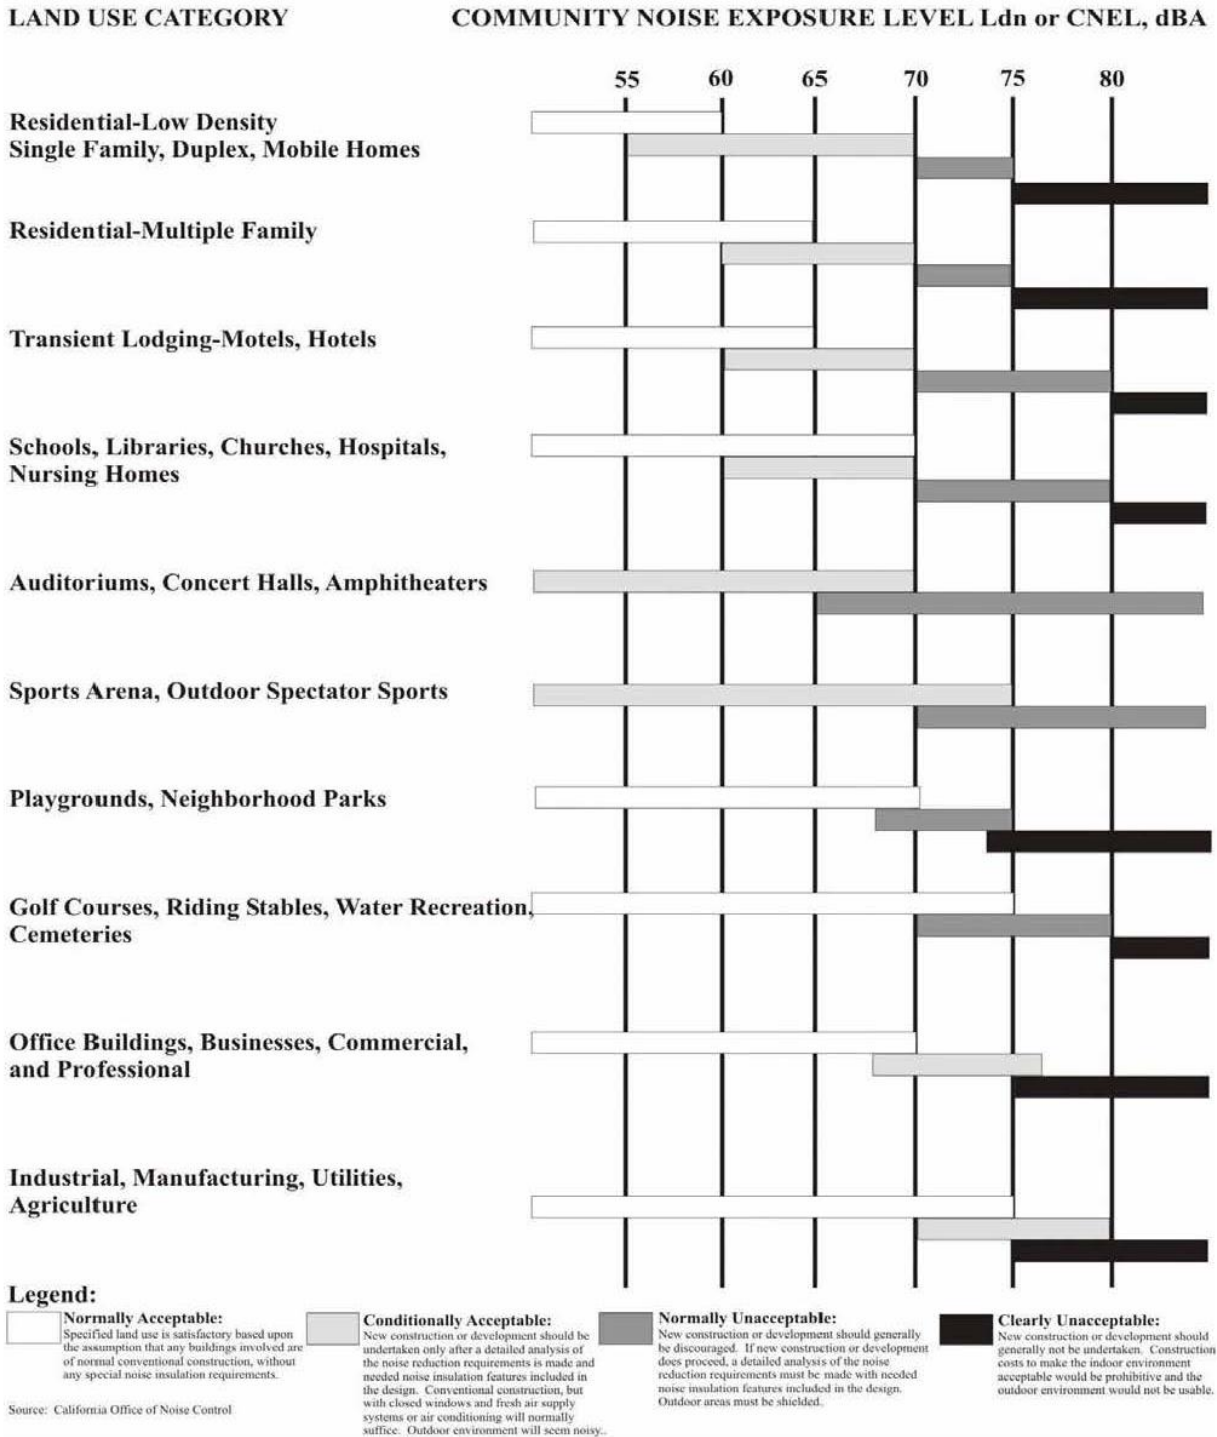 LAND USE CATEGORY
COMMUNITY NOISE EXPOSURE LEVEL Ldn or CNEL, dBA
55 60 65 70 75 80
Residential-Low Density
Single Family, Duplex, Mobile Homes
Residential-Multiple Family
Transient Lodging-Motels, Hotels
Schools, Libraries, Churches, Hospitals,
Nursing Homes
Auditoriums, Concert Halls, Amphitheaters
Sports Arena, Outdoor Spectator Sports
Playgrounds, Neighborhood Parks
Golf Courses, Riding Stables, Water Recreation,
Cemeteries
Office Buildings, Businesses, Commercial,
and Professional
Industrial, Manufacturing, Utilities,
Agriculture
Legend:
Normally Acceptable:
Specified land use is satisfactory based upon
the assumption that any buildings involved are
of normal conventional construction, without
any special noise insulation requirements.
Conditionally Acceptable:
New construction or development should be
undertaken only after a detailed analysis of
the noise reduction requirements is made and
needed noise insulation features included in
the design. Conventional construction, but
with closed windows and fresh air supply
systems or air conditioning will normally
suffice. Outdoor environment will seem noisy..
Normally Unacceptable:
New construction or development should generally
be discouraged. If new construction or development
does proceed, a detailed analysis of the noise
reduction requirements must be made with needed
noise insulation features included in the design.
Outdoor areas must be shielded.
Clearly Unacceptable:
New construction or development should
generally not be undertaken. Construction
costs to make the indoor environment
acceptable would be prohibitive and the
outdoor environment would not be usable.
Source: California Office of Noise Control